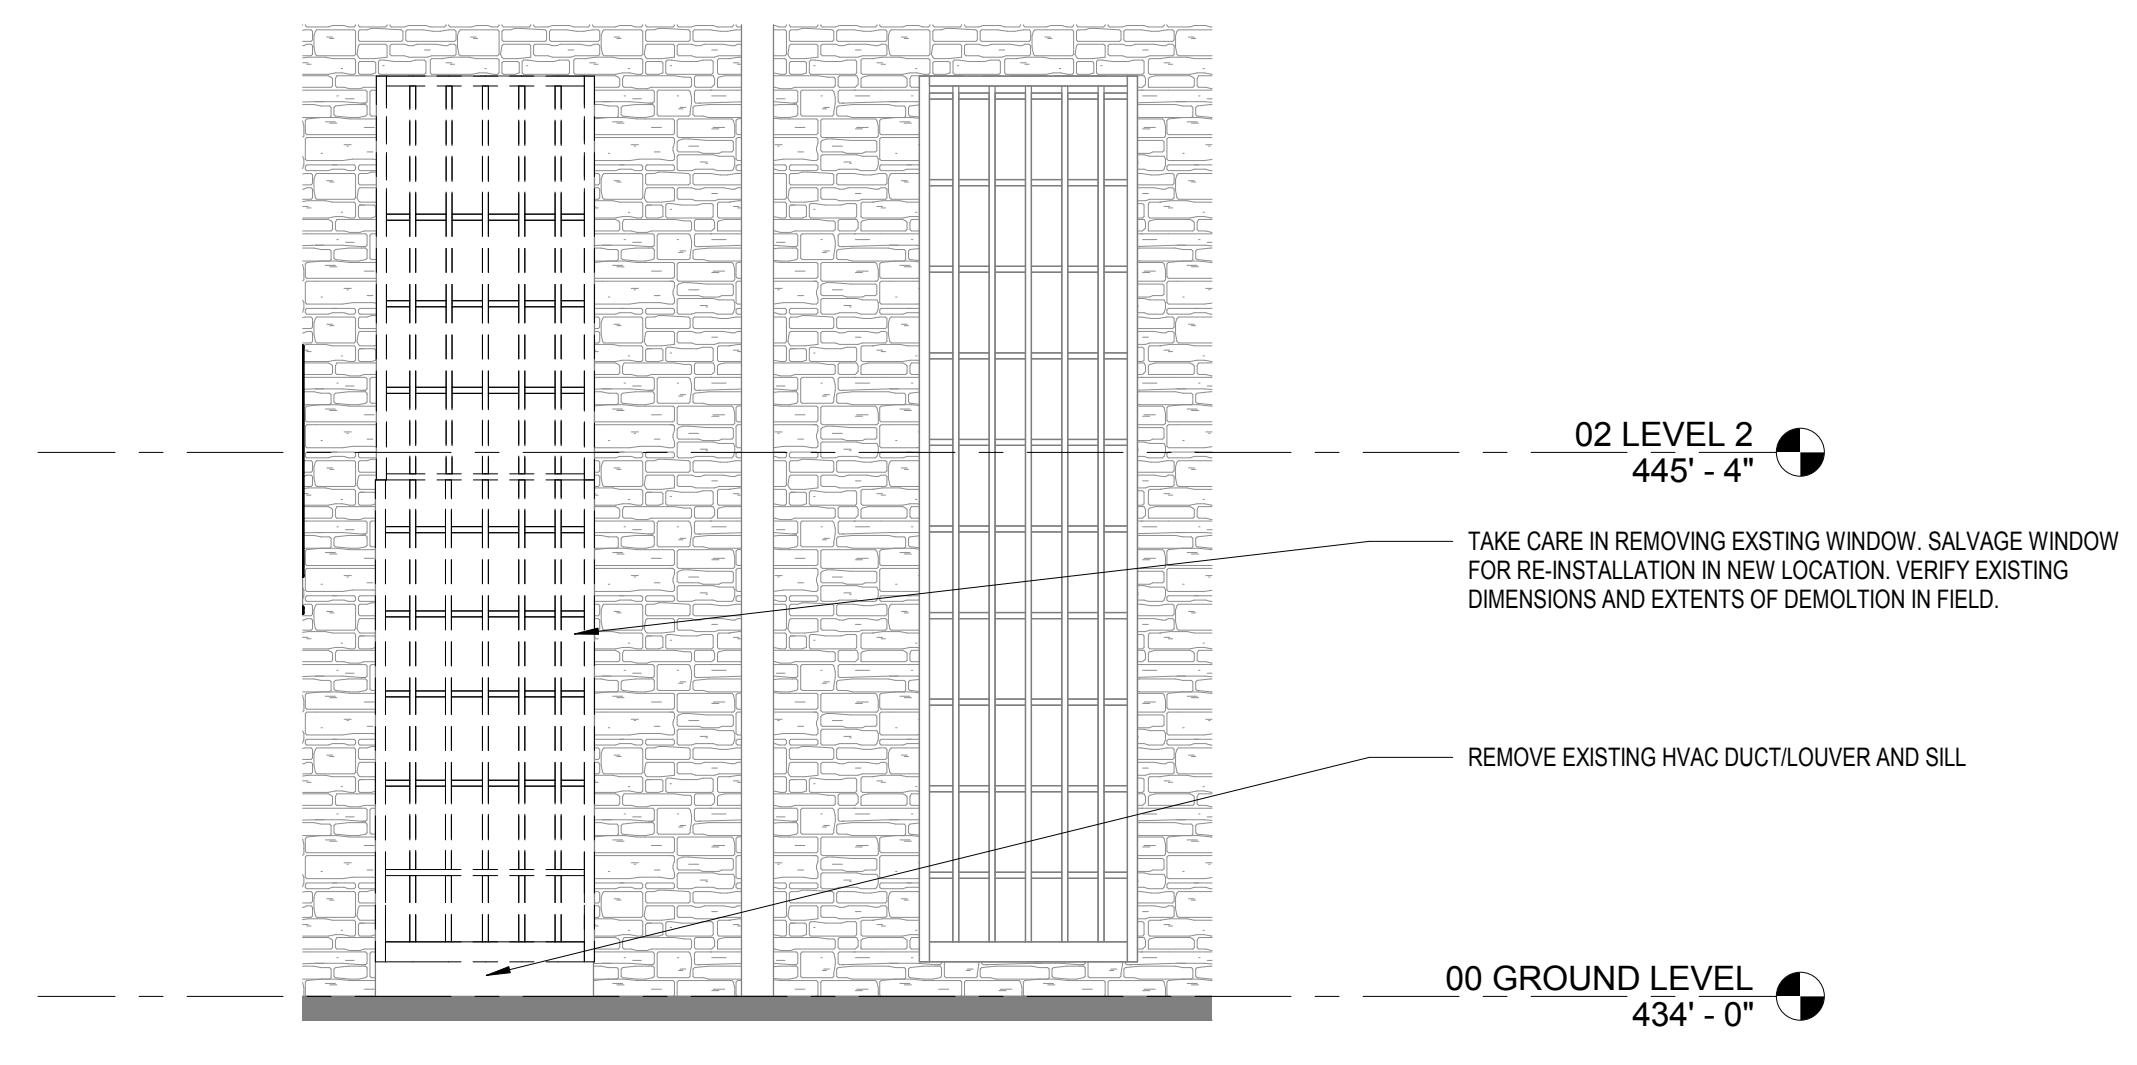 02 LEVEL 2
445' - 4"
TAKE CARE IN REMOVING EXSTING WINDOW. SALVAGE WINDOW
FOR RE-INSTALLATION IN NEW LOCATION. VERIFY EXISTING
DIMENSIONS AND EXTENTS OF DEMOLTION IN FIELD.
REMOVE EXISTING HVAC DUCT/LOUVER AND SILL
00 GROUND LEVEL
434' - 0"